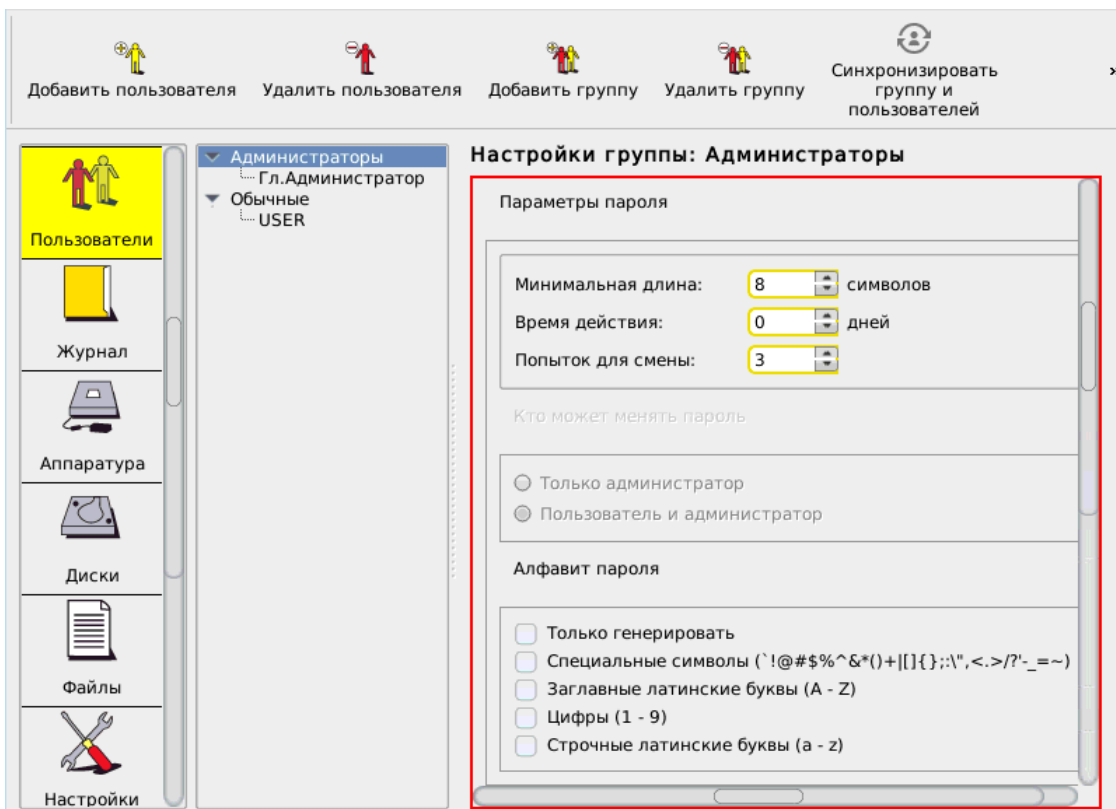 Добавить пользователя
Удалить пользователя
Добавить группу
Удалить группу
Синхронизировать
группу и
пользователей
»
Пользователи
Журнал
Аппаратура
Диски
Файлы
Настройки
Администраторы
Гл.Администратор
Обычные
USER
Настройки группы: Администраторы
Параметры пароля
Минимальная длина: 8 символов
Время действия: 0 дней
Попыток для смены: 3
Кто может менять пароль
Только администратор
Пользователь и администратор
Алфавит пароля
Только генерировать
Специальные символы (`!@#$%^&*()+|[]{};:\",<.>/?'-_=~)
Заглавные латинские буквы (A - Z)
Цифры (1 - 9)
Строчные латинские буквы (a - z)